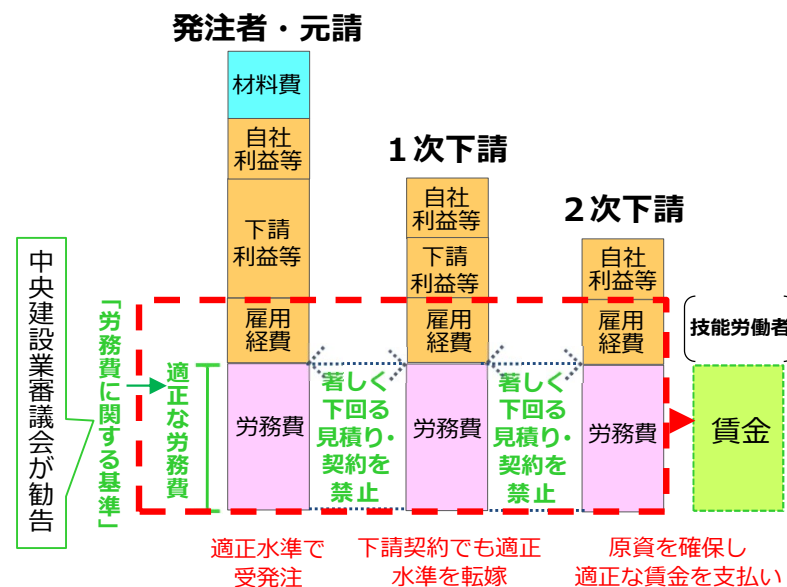 発注者・元請
材料費
自社
利益等
下請
利益等
雇用
経費
労務費
1次下請
自社
利益等
下請
利益等
雇用
経費
労務費
2次下請
自社
利益等
雇用
経費
労務費
中央建設業審議会が勧告
「労務費に関する基準」
適正な労務費
著しく
下回る
見積り・
契約を
禁止
著しく
下回る
見積り・
契約を
禁止
技能労働者
賃金
適正水準で
受発注
下請契約でも適正
水準を転嫁
原資を確保し
適正な賃金を支払い